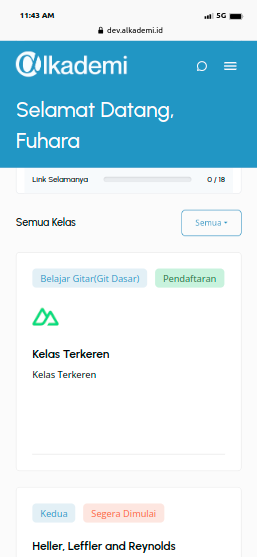 11:43 AM
5G
dev.alkademi.id
Alkademi
Selamat Datang,
Fuhara
Link Selamanya 0 / 18
Semua Kelas
Semua
Belajar Gitar(Git Dasar) Pendaftaran
Kelas Terkeren
Kelas Terkeren
Kedua Segera Dimulai
Heller, Leffler and Reynolds